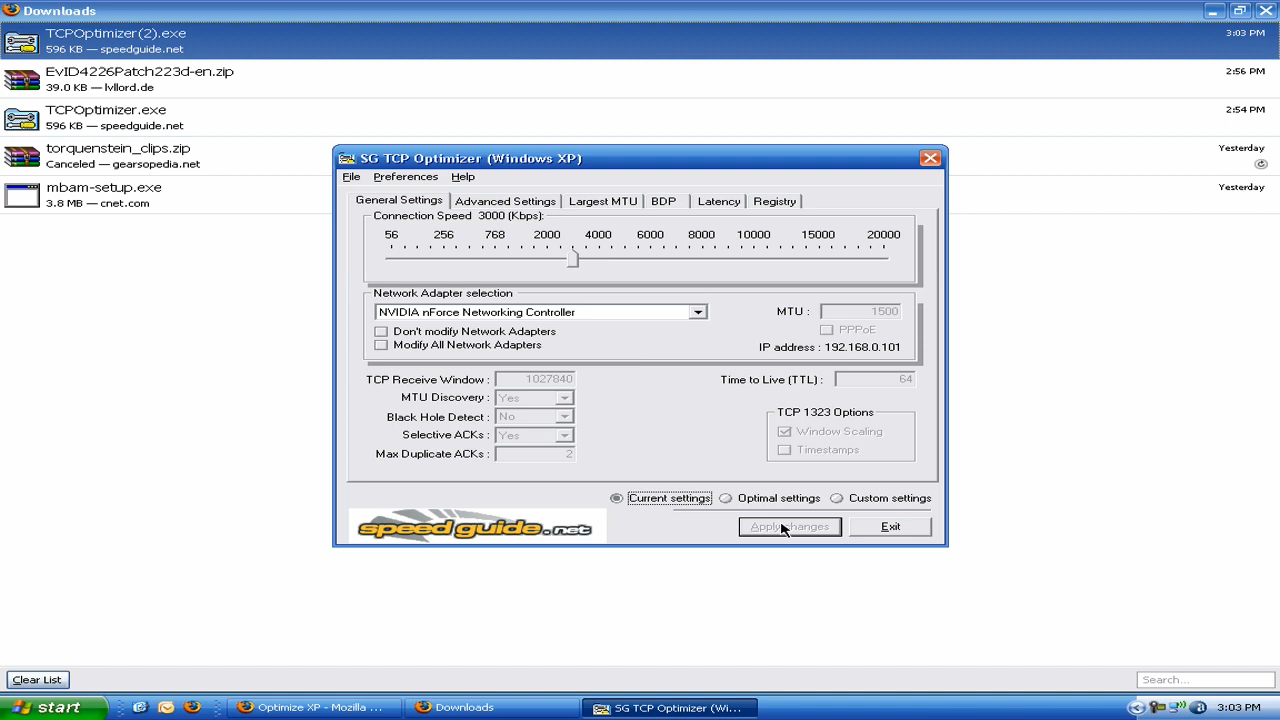 Downloads
TCPOptimizer(2).exe
3:03 PM
596 KB — speedguide.net
EvID4226Patch223d-en.zip
2:56 PM
39.0 KB — lvllord.de
TCPOptimizer.exe
2:54 PM
596 KB — speedguide.net
torquenstein_clips.zip
Yesterday
Canceled — gearsopedia.net
mbam-setup.exe
Yesterday
3.8 MB — cnet.com
SG TCP Optimizer (Windows XP)
File Preferences Help
General Settings Advanced Settings Largest MTU BDP Latency Registry
Connection Speed 3000 (Kbps):
56 256 768 2000 4000 6000 8000 10000 15000 20000
Network Adapter selection
NVIDIA nForce Networking Controller
MTU : 1500
Don't modify Network Adapters
PPPoE
Modify All Network Adapters
IP address : 192.168.0.101
TCP Receive Window : 1027840
Time to Live (TTL) : 64
MTU Discovery : Yes
Black Hole Detect : No
TCP 1323 Options
Selective ACKs : Yes
Window Scaling
Max Duplicate ACKs : 2
Timestamps
Current settings Optimal settings Custom settings
speed guide.net
Apply changes Exit
Clear List
Search...
start
Optimize XP - Mozilla ...
Downloads
SG TCP Optimizer (Wi...
3:03 PM